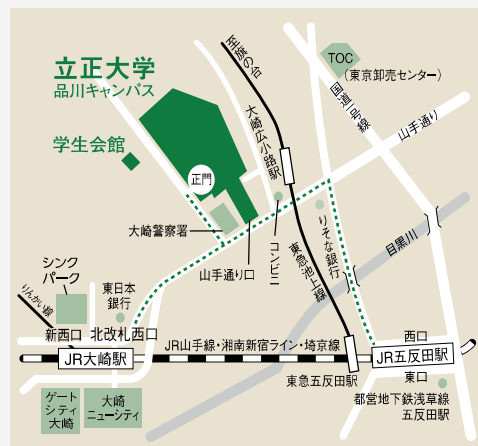 立正大学
品川キャンパス
学生会館
正門
至旗の台
大崎広小路駅
TOC
(東京卸売センター)
国道一号線
山手通り
大崎警察署
山手通り口
コンビニ
りそな銀行
東急池上線
目黒川
シンク
パーク
りんかい線
東日本
銀行
新西口
北改札西口
JR山手線・湘南新宿ライン・埼京線
JR大崎駅
西口
JR五反田駅
東口
東急五反田駅
都営地下鉄浅草線
五反田駅
ゲート
シティ
大崎
大崎
ニューシティ